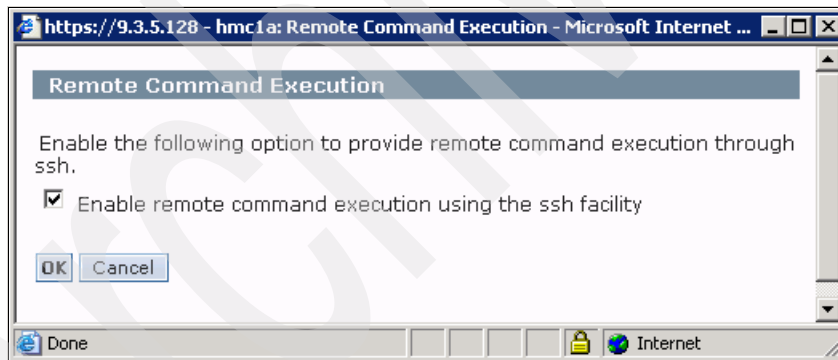 https://9.3.5.128 - hmc1a: Remote Command Execution - Microsoft Internet ...
Remote Command Execution
Enable the following option to provide remote command execution through
ssh.
Enable remote command execution using the ssh facility
OK Cancel
Done Internet